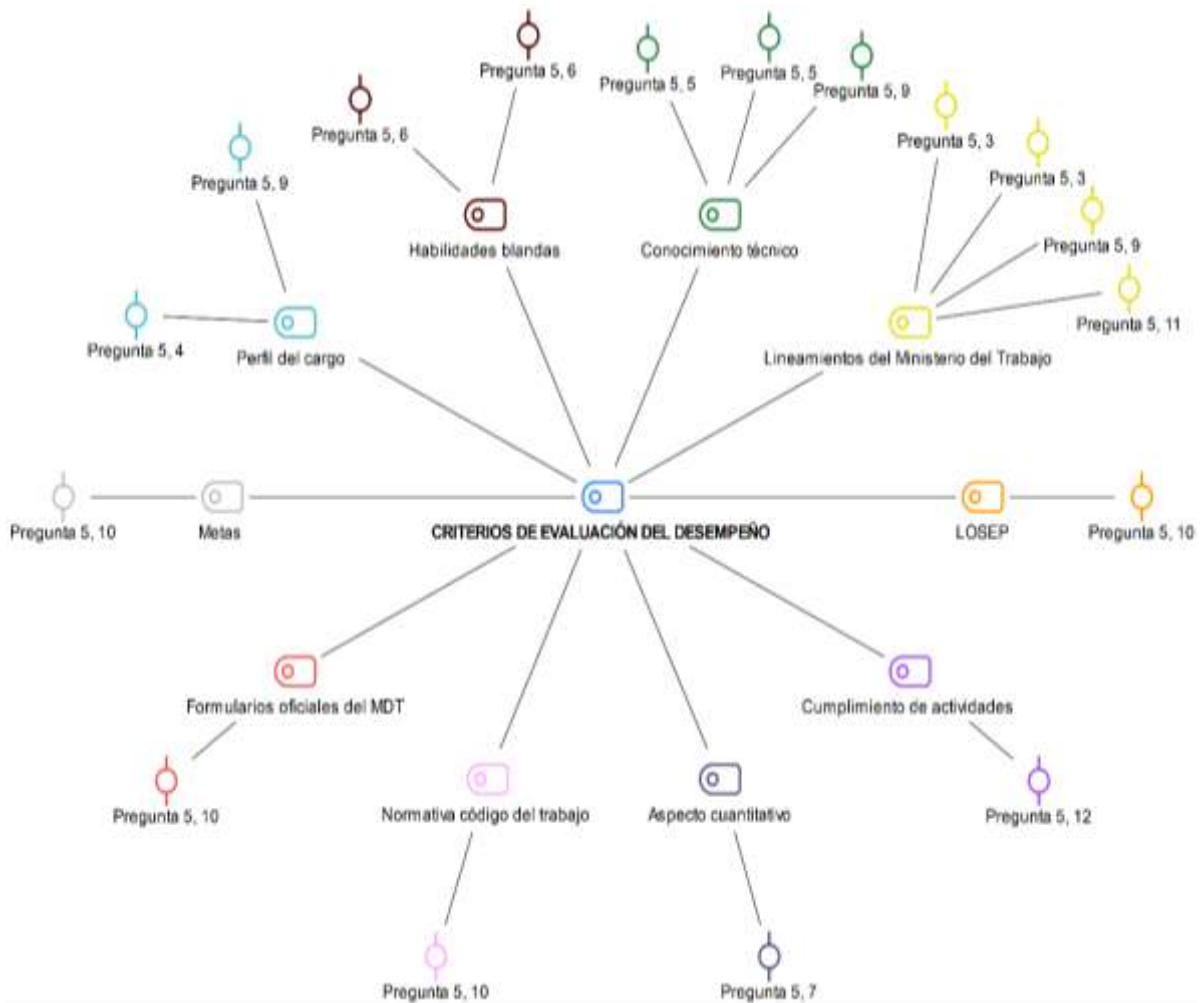 Pregunta 5, 6
Pregunta 5, 5
Pregunta 5, 5
Pregunta 5, 9
Pregunta 5, 6
Pregunta 5, 3
Pregunta 5, 9
Pregunta 5, 3
Pregunta 5, 9
Habilidades blandas
Conocimiento técnico
Pregunta 5, 11
Pregunta 5, 4
Perfil del cargo
Lineamientos del Ministerio del Trabajo
Pregunta 5, 10
Metas
CRITERIOS DE EVALUACIÓN DEL DESEMPEÑO
LOSEP
Pregunta 5, 10
Formularios oficiales del MDT
Cumplimiento de actividades
Pregunta 5, 10
Normativa código del trabajo
Aspecto cuantitativo
Pregunta 5, 12
Pregunta 5, 10
Pregunta 5, 7